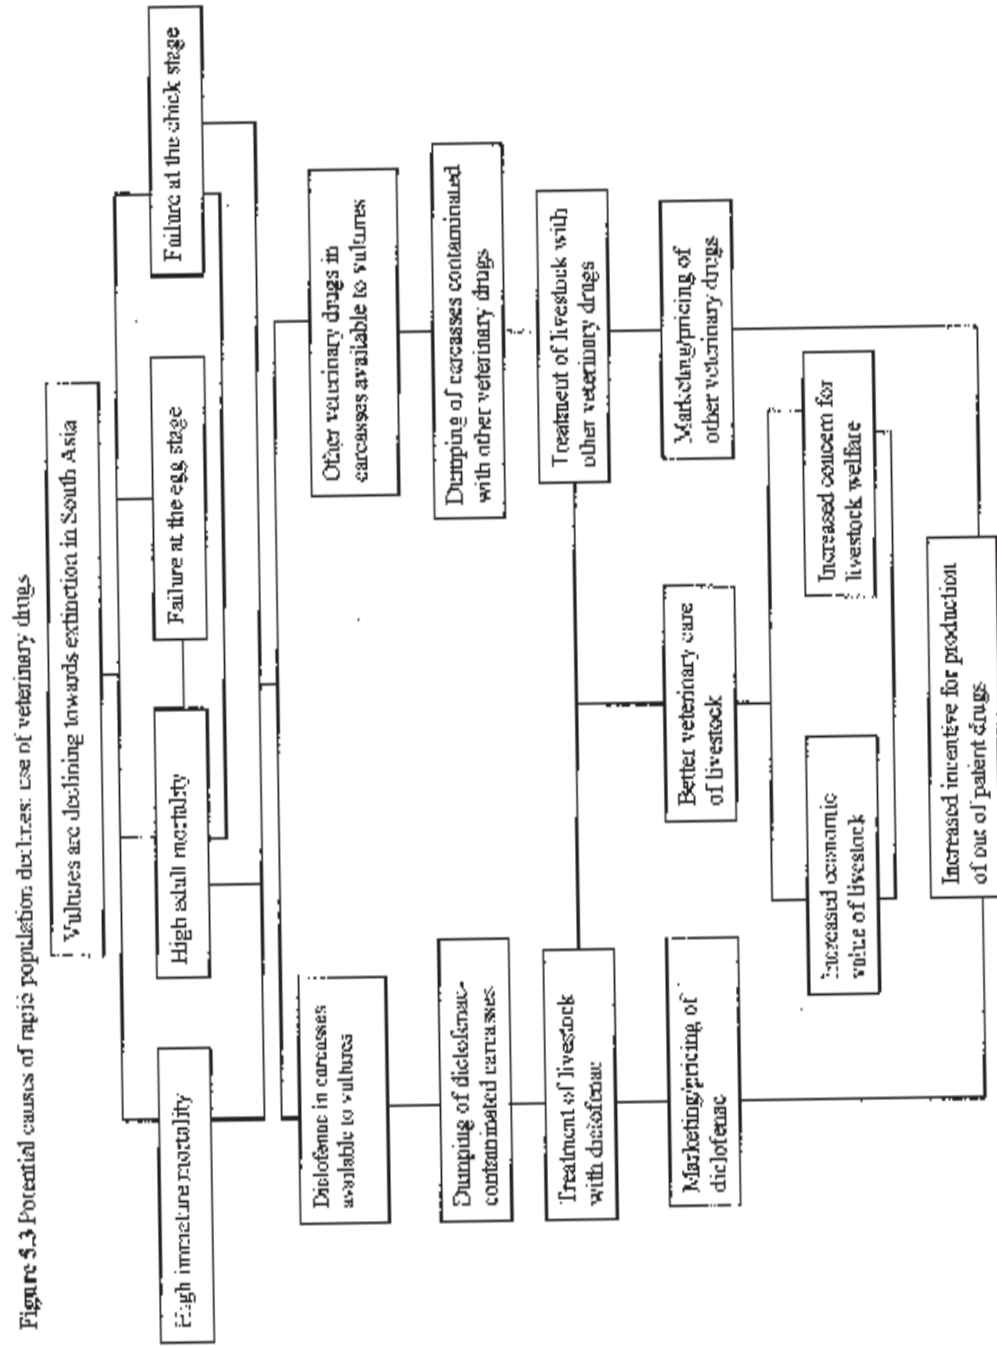 Figure 5.3 Potential causes of rapid population declines: use of veterinary drugs
Vultures are declining towards extinction in South Asia
High immature mortality
High adult mortality
Failure at the egg stage
Failure at the chick stage
Diclofenac in carcasses
available to vultures
Other veterinary drugs in
carcasses available to vultures
Dumping of diclofenac-
contaminated carcasses
Dumping of carcasses contaminated
with other veterinary drugs
Treatment of livestock
with diclofenac
Treatment of livestock with
other veterinary drugs
Marketing/pricing of
diclofenac
Better veterinary care
of livestock
Marketing/pricing of
other veterinary drugs
Increased economic
value of livestock
Increased concern for
livestock welfare
Increased incentive for production
of out of patent drugs